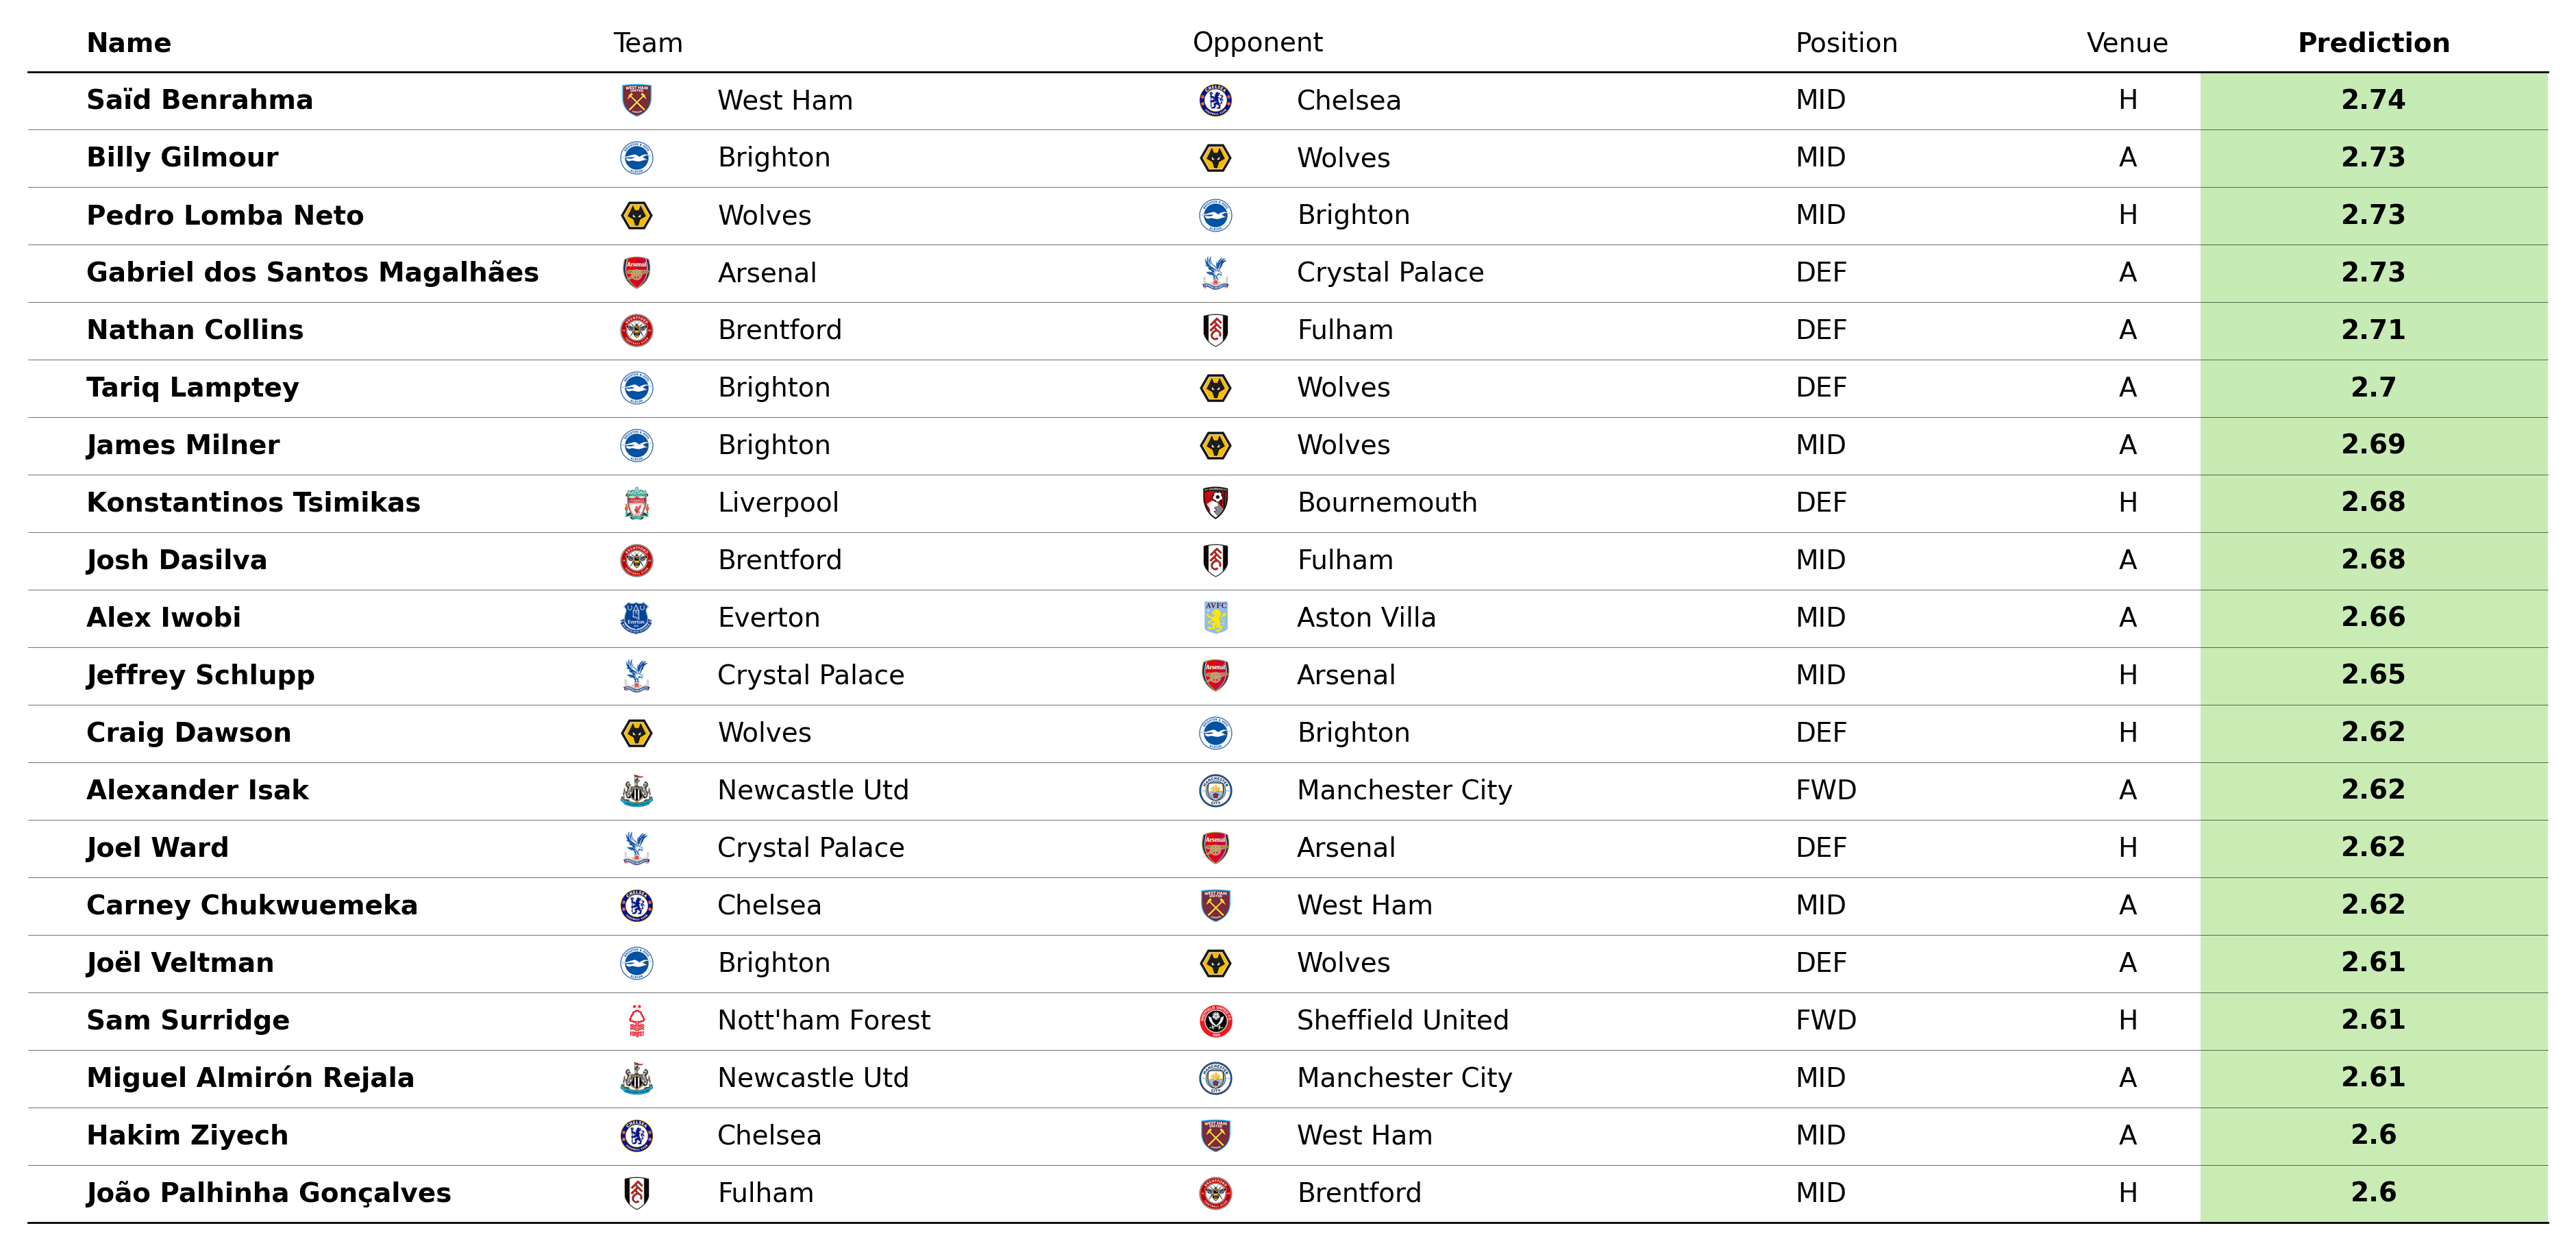 Name Team Opponent Position Venue Prediction
Saïd Benrahma West Ham Chelsea MID H 2.74
Billy Gilmour Brighton Wolves MID A 2.73
Pedro Lomba Neto Wolves Brighton MID H 2.73
Gabriel dos Santos Magalhães Arsenal Crystal Palace DEF A 2.73
Nathan Collins Brentford Fulham DEF A 2.71
Tariq Lamptey Brighton Wolves DEF A 2.7
James Milner Brighton Wolves MID A 2.69
Konstantinos Tsimikas Liverpool Bournemouth DEF H 2.68
Josh Dasilva Brentford Fulham MID A 2.68
Alex Iwobi Everton Aston Villa MID A 2.66
Jeffrey Schlupp Crystal Palace Arsenal MID H 2.65
Craig Dawson Wolves Brighton DEF H 2.62
Alexander Isak Newcastle Utd Manchester City FWD A 2.62
Joel Ward Crystal Palace Arsenal DEF H 2.62
Carney Chukwuemeka Chelsea West Ham MID A 2.62
Joël Veltman Brighton Wolves DEF A 2.61
Sam Surridge Nott'ham Forest Sheffield United FWD H 2.61
Miguel Almirón Rejala Newcastle Utd Manchester City MID A 2.61
Hakim Ziyech Chelsea West Ham MID A 2.6
João Palhinha Gonçalves Fulham Brentford MID H 2.6